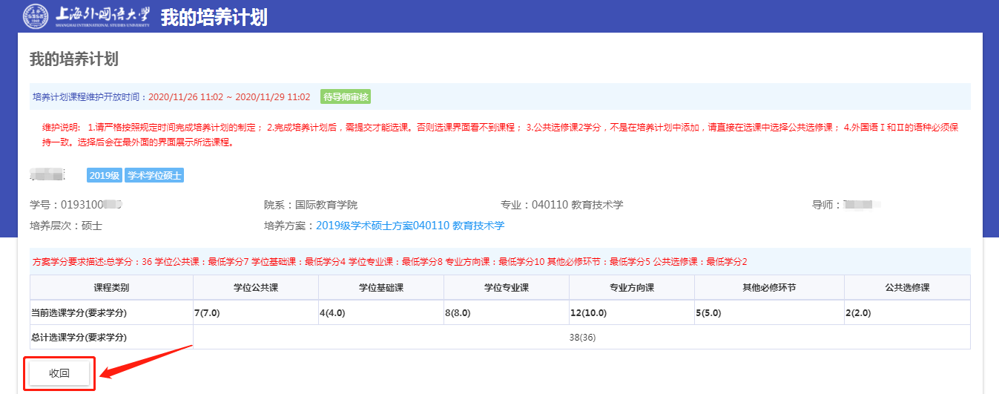 上海外国语大学 我的培养计划
SHANGHAI INTERNATIONAL STUDIES UNIVERSITY
我的培养计划
培养计划课程维护开放时间：2020/11/26 11:02 ~ 2020/11/29 11:02 待导师审核
维护说明: 1.请严格按照规定时间完成培养计划的制定； 2.完成培养计划后，需提交才能选课。否则选课界面看不到课程； 3.公共选修课2学分，不是在培养计划中添加，请直接在选课中选择公共选修课； 4.外国语Ⅰ和Ⅱ的语种必须保
持一致。选择后会在最外面的界面展示所选课程。
2019级 学术学位硕士
学号：0193100 院系：国际教育学院 专业：040110 教育技术学 导师：
培养层次：硕士 培养方案：2019级学术硕士方案040110 教育技术学
方案学分要求描述:总学分：36 学位公共课：最低学分7 学位基础课：最低学分4 学位专业课：最低学分8 专业方向课：最低学分10 其他必修环节：最低学分5 公共选修课：最低学分2
课程类别 学位公共课 学位基础课 学位专业课 专业方向课 其他必修环节 公共选修课
当前选课学分(要求学分) 7(7.0) 4(4.0) 8(8.0) 12(10.0) 5(5.0) 2(2.0)
总计选课学分(要求学分) 38(36)
收回